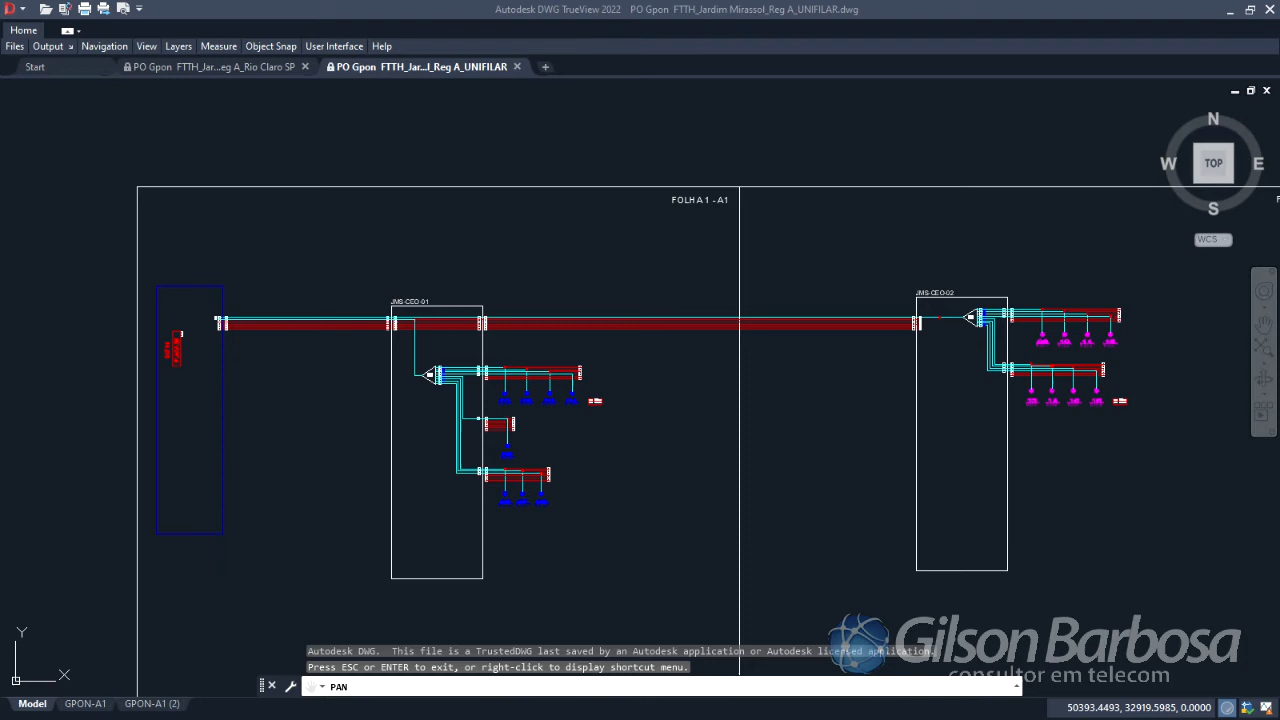 Autodesk DWG TrueView 2022 PO Gpon FTTH_Jardim Mirassol_Reg A_UNIFILAR.dwg
Home
Files Output Navigation View Layers Measure Object Snap User Interface Help
Start PO Gpon FTTH_Jar...eg A_Rio Claro SP PO Gpon FTTH_Jar...l_Reg A_UNIFILAR
N
W TOP E
S
WCS
FOLHA 1 - A1
JMS-CEO-01
JMS-CEO-02
Y
X
Gilson Barbosa
consultor em telecom
Autodesk DWG. This file is a TrustedDWG last saved by an Autodesk application or Autodesk licensed application.
Press ESC or ENTER to exit, or right-click to display shortcut menu.
PAN
Model GPON-A1 GPON-A1 (2)
50393.4493, 32919.5985, 0.0000